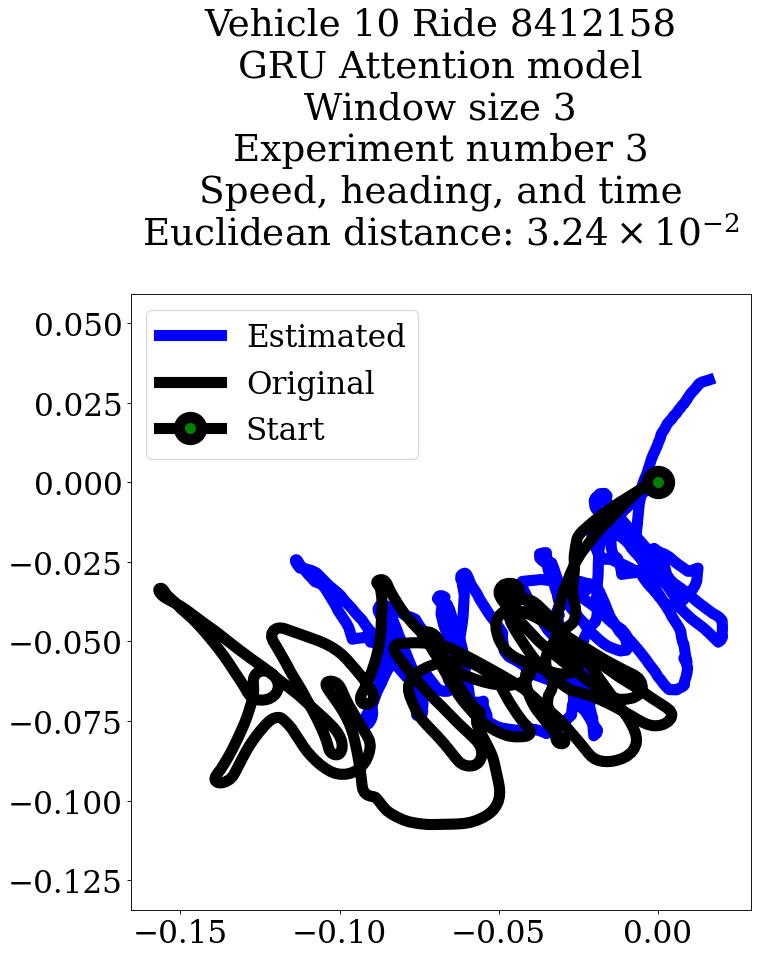 Vehicle 10 Ride 8412158
GRU Attention model
Window size 3
Experiment number 3
Speed, heading, and time
Euclidean distance: 3.24 × 10⁻²
0.050
0.025
0.000
−0.025
−0.050
−0.075
−0.100
−0.125
Estimated
Original
Start
−0.15 −0.10 −0.05 0.00